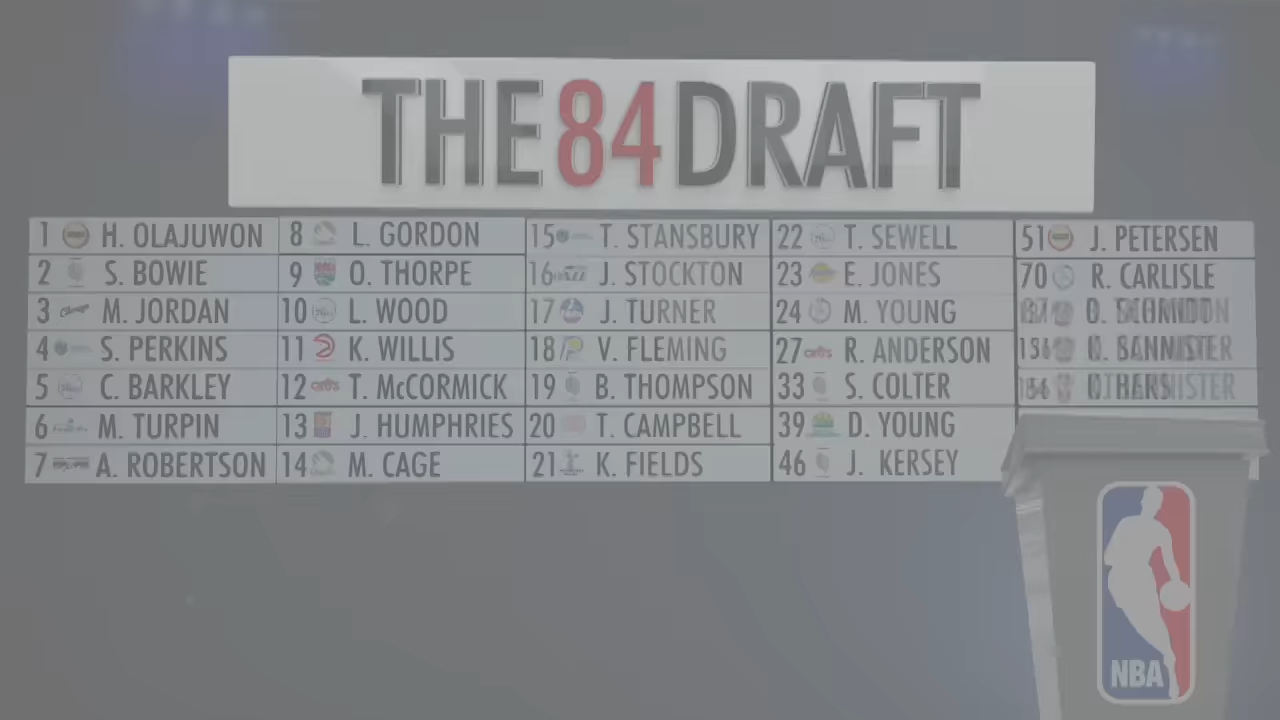 THE84DRAFT
1 H. OLAJUWON
2 S. BOWIE
3 M. JORDAN
4 S. PERKINS
5 C. BARKLEY
6 M. TURPIN
7 A. ROBERTSON
8 L. GORDON
9 O. THORPE
10 L. WOOD
11 K. WILLIS
12 T. McCORMICK
13 J. HUMPHRIES
14 M. CAGE
15 T. STANSBURY
16 J. STOCKTON
17 J. TURNER
18 V. FLEMING
19 B. THOMPSON
20 T. CAMPBELL
21 K. FIELDS
22 T. SEWELL
23 E. JONES
24 M. YOUNG
27 R. ANDERSON
33 S. COLTER
39 D. YOUNG
46 J. KERSEY
51 J. PETERSEN
70 R. CARLISLE
NBA